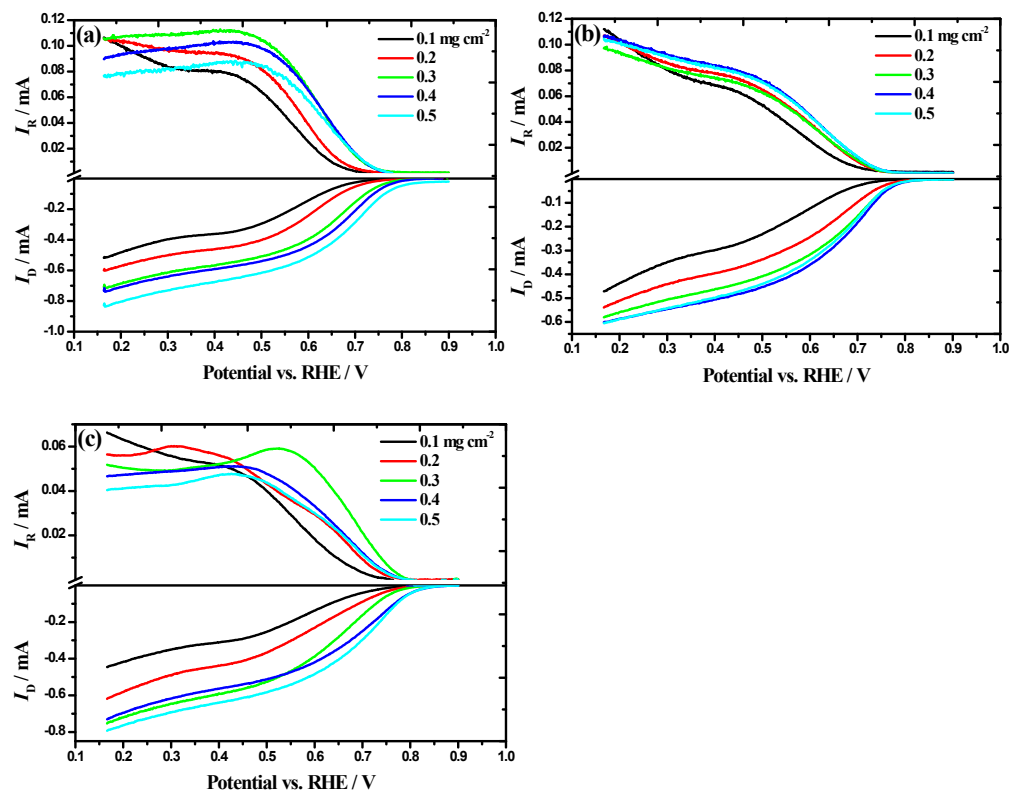 (a)
0.12
0.10
0.08
0.06
0.04
0.02
I_R / mA
0.1 mg cm⁻²
0.2
0.3
0.4
0.5
-0.2
-0.4
-0.6
-0.8
-1.0
I_D / mA
0.1 0.2 0.3 0.4 0.5 0.6 0.7 0.8 0.9 1.0
Potential vs. RHE / V
(b)
0.12
0.10
0.08
0.06
0.04
0.02
I_R / mA
0.1 mg cm⁻²
0.2
0.3
0.4
0.5
-0.1
-0.2
-0.3
-0.4
-0.5
-0.6
I_D / mA
0.1 0.2 0.3 0.4 0.5 0.6 0.7 0.8 0.9 1.0
Potential vs. RHE / V
(c)
0.06
0.04
0.02
I_R / mA
0.1 mg cm⁻²
0.2
0.3
0.4
0.5
-0.2
-0.4
-0.6
-0.8
I_D / mA
0.1 0.2 0.3 0.4 0.5 0.6 0.7 0.8 0.9 1.0
Potential vs. RHE / V